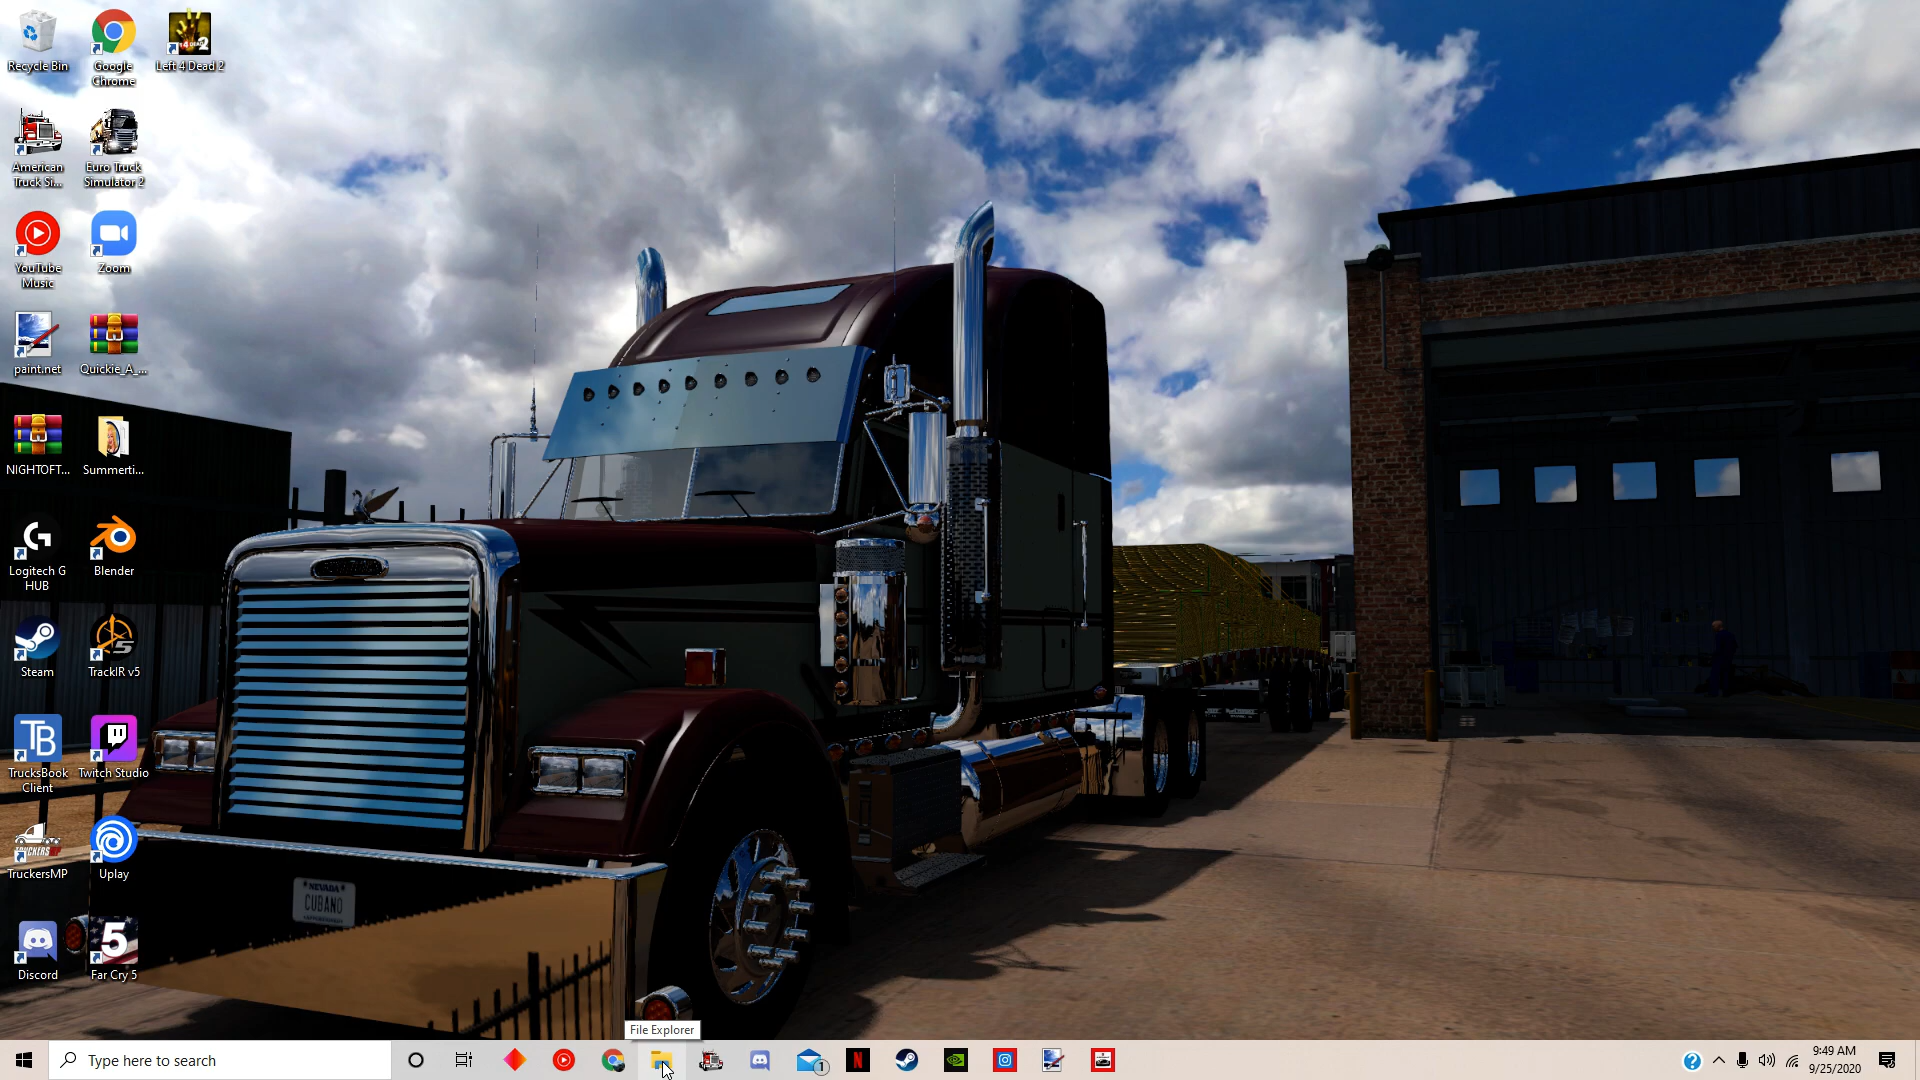 Recycle Bin
Google Chrome
Left 4 Dead 2
American Truck Si...
Euro Truck Simulator 2
YouTube Music
Zoom
paint.net
Quickie_A_...
NIGHTOFT...
Summerti...
Logitech G HUB
Blender
Steam
TrackIR v5
TrucksBook Client
Twitch Studio
TruckersMP
Uplay
Discord
Far Cry 5
NEVADA
CUBANO
File Explorer
Type here to search
1
9:49 AM
9/25/2020